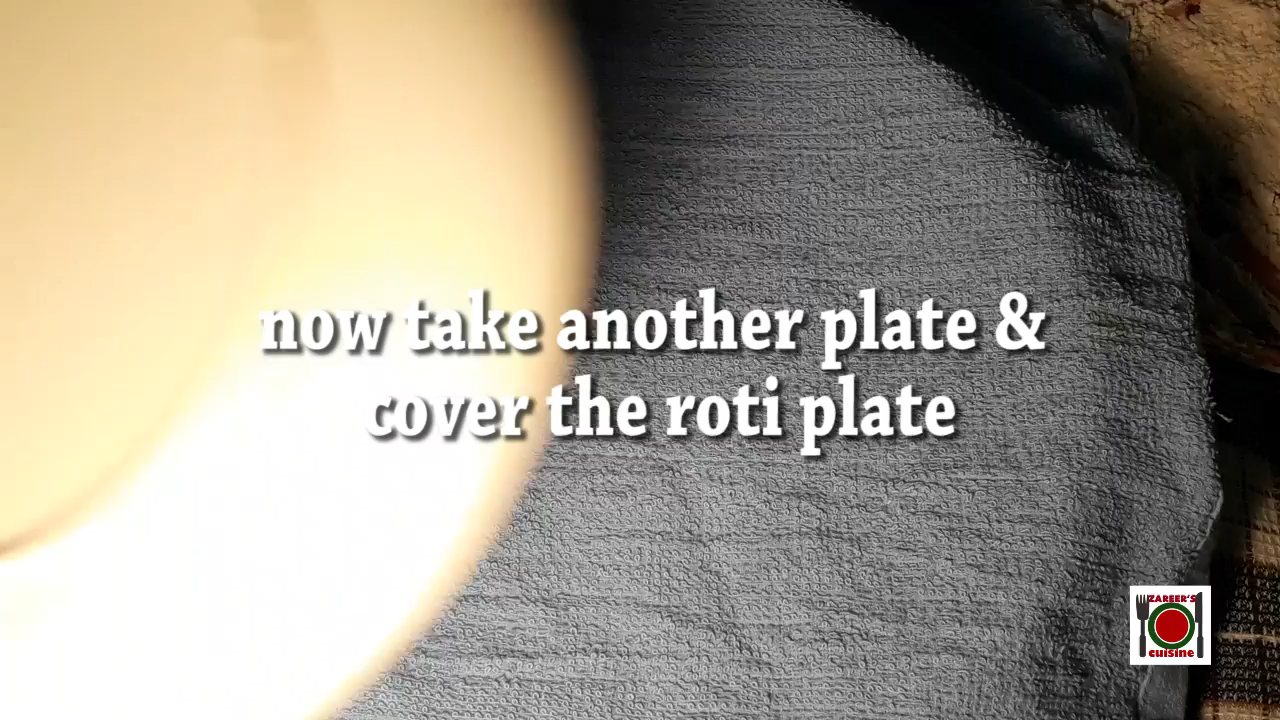 now take another plate &
cover the roti plate
ZAREER'S
cuisine